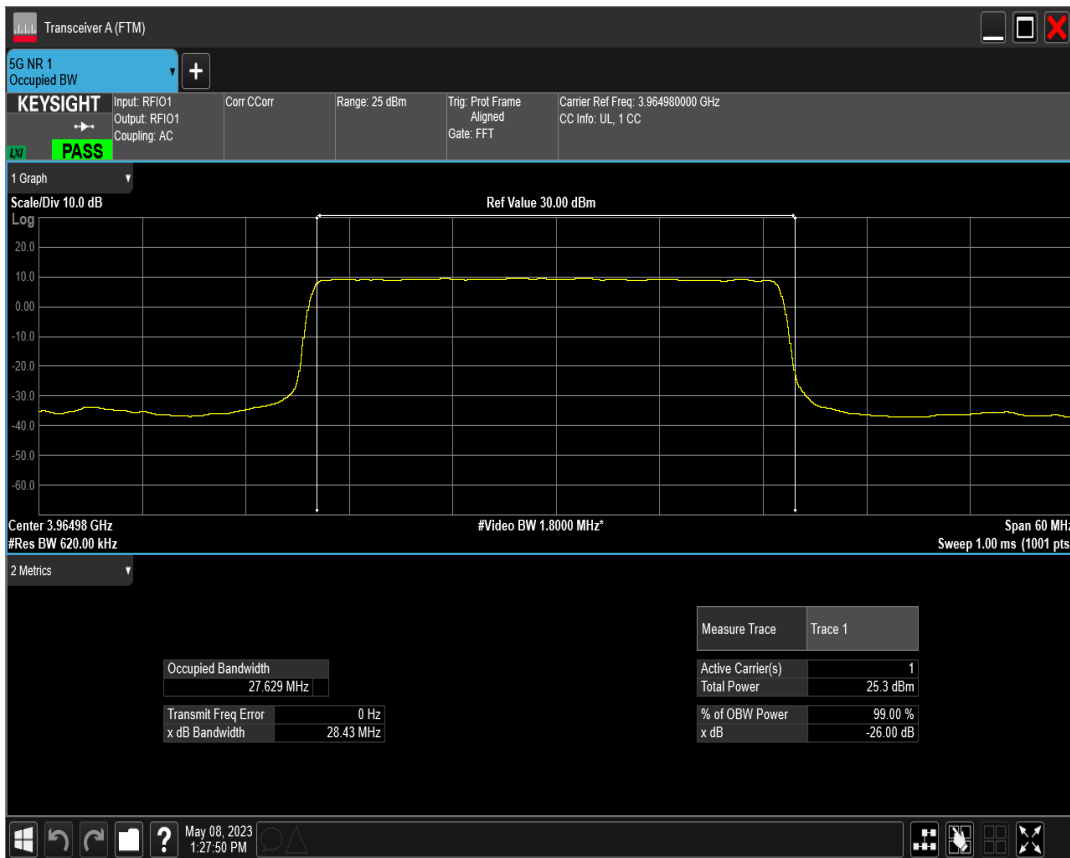 Transceiver A (FTM)
5G NR 1
Occupied BW
+
KEYSIGHT
LXI
PASS
Input: RFIO1
Output: RFIO1
Coupling: AC
Corr CCorr
Range: 25 dBm
Trig: Prot Frame
Aligned
Gate: FFT
Carrier Ref Freq: 3.964980000 GHz
CC Info: UL, 1 CC
1 Graph
Scale/Div 10.0 dB
Ref Value 30.00 dBm
Log
20.0
10.0
0.00
-10.0
-20.0
-30.0
-40.0
-50.0
-60.0
Center 3.96498 GHz
#Video BW 1.8000 MHz*
Span 60 MHz
#Res BW 620.00 kHz
Sweep 1.00 ms (1001 pts
2 Metrics
Measure Trace Trace 1
Occupied Bandwidth
27.629 MHz
Active Carrier(s) 1
Total Power 25.3 dBm
Transmit Freq Error 0 Hz
x dB Bandwidth 28.43 MHz
% of OBW Power 99.00 %
x dB -26.00 dB
?
May 08, 2023
1:27:50 PM